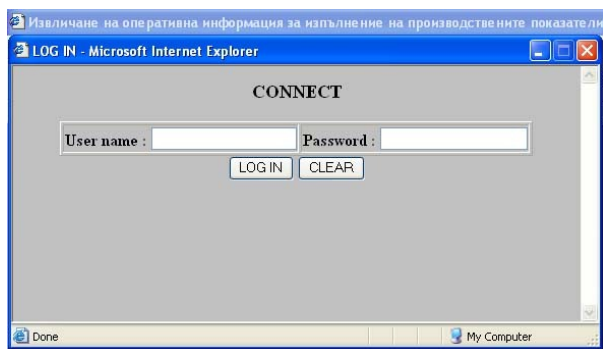 Извличане на оперативна информация за изпълнение на производствените показатели
LOG IN - Microsoft Internet Explorer
CONNECT
User name : Password :
LOG IN CLEAR
Done My Computer